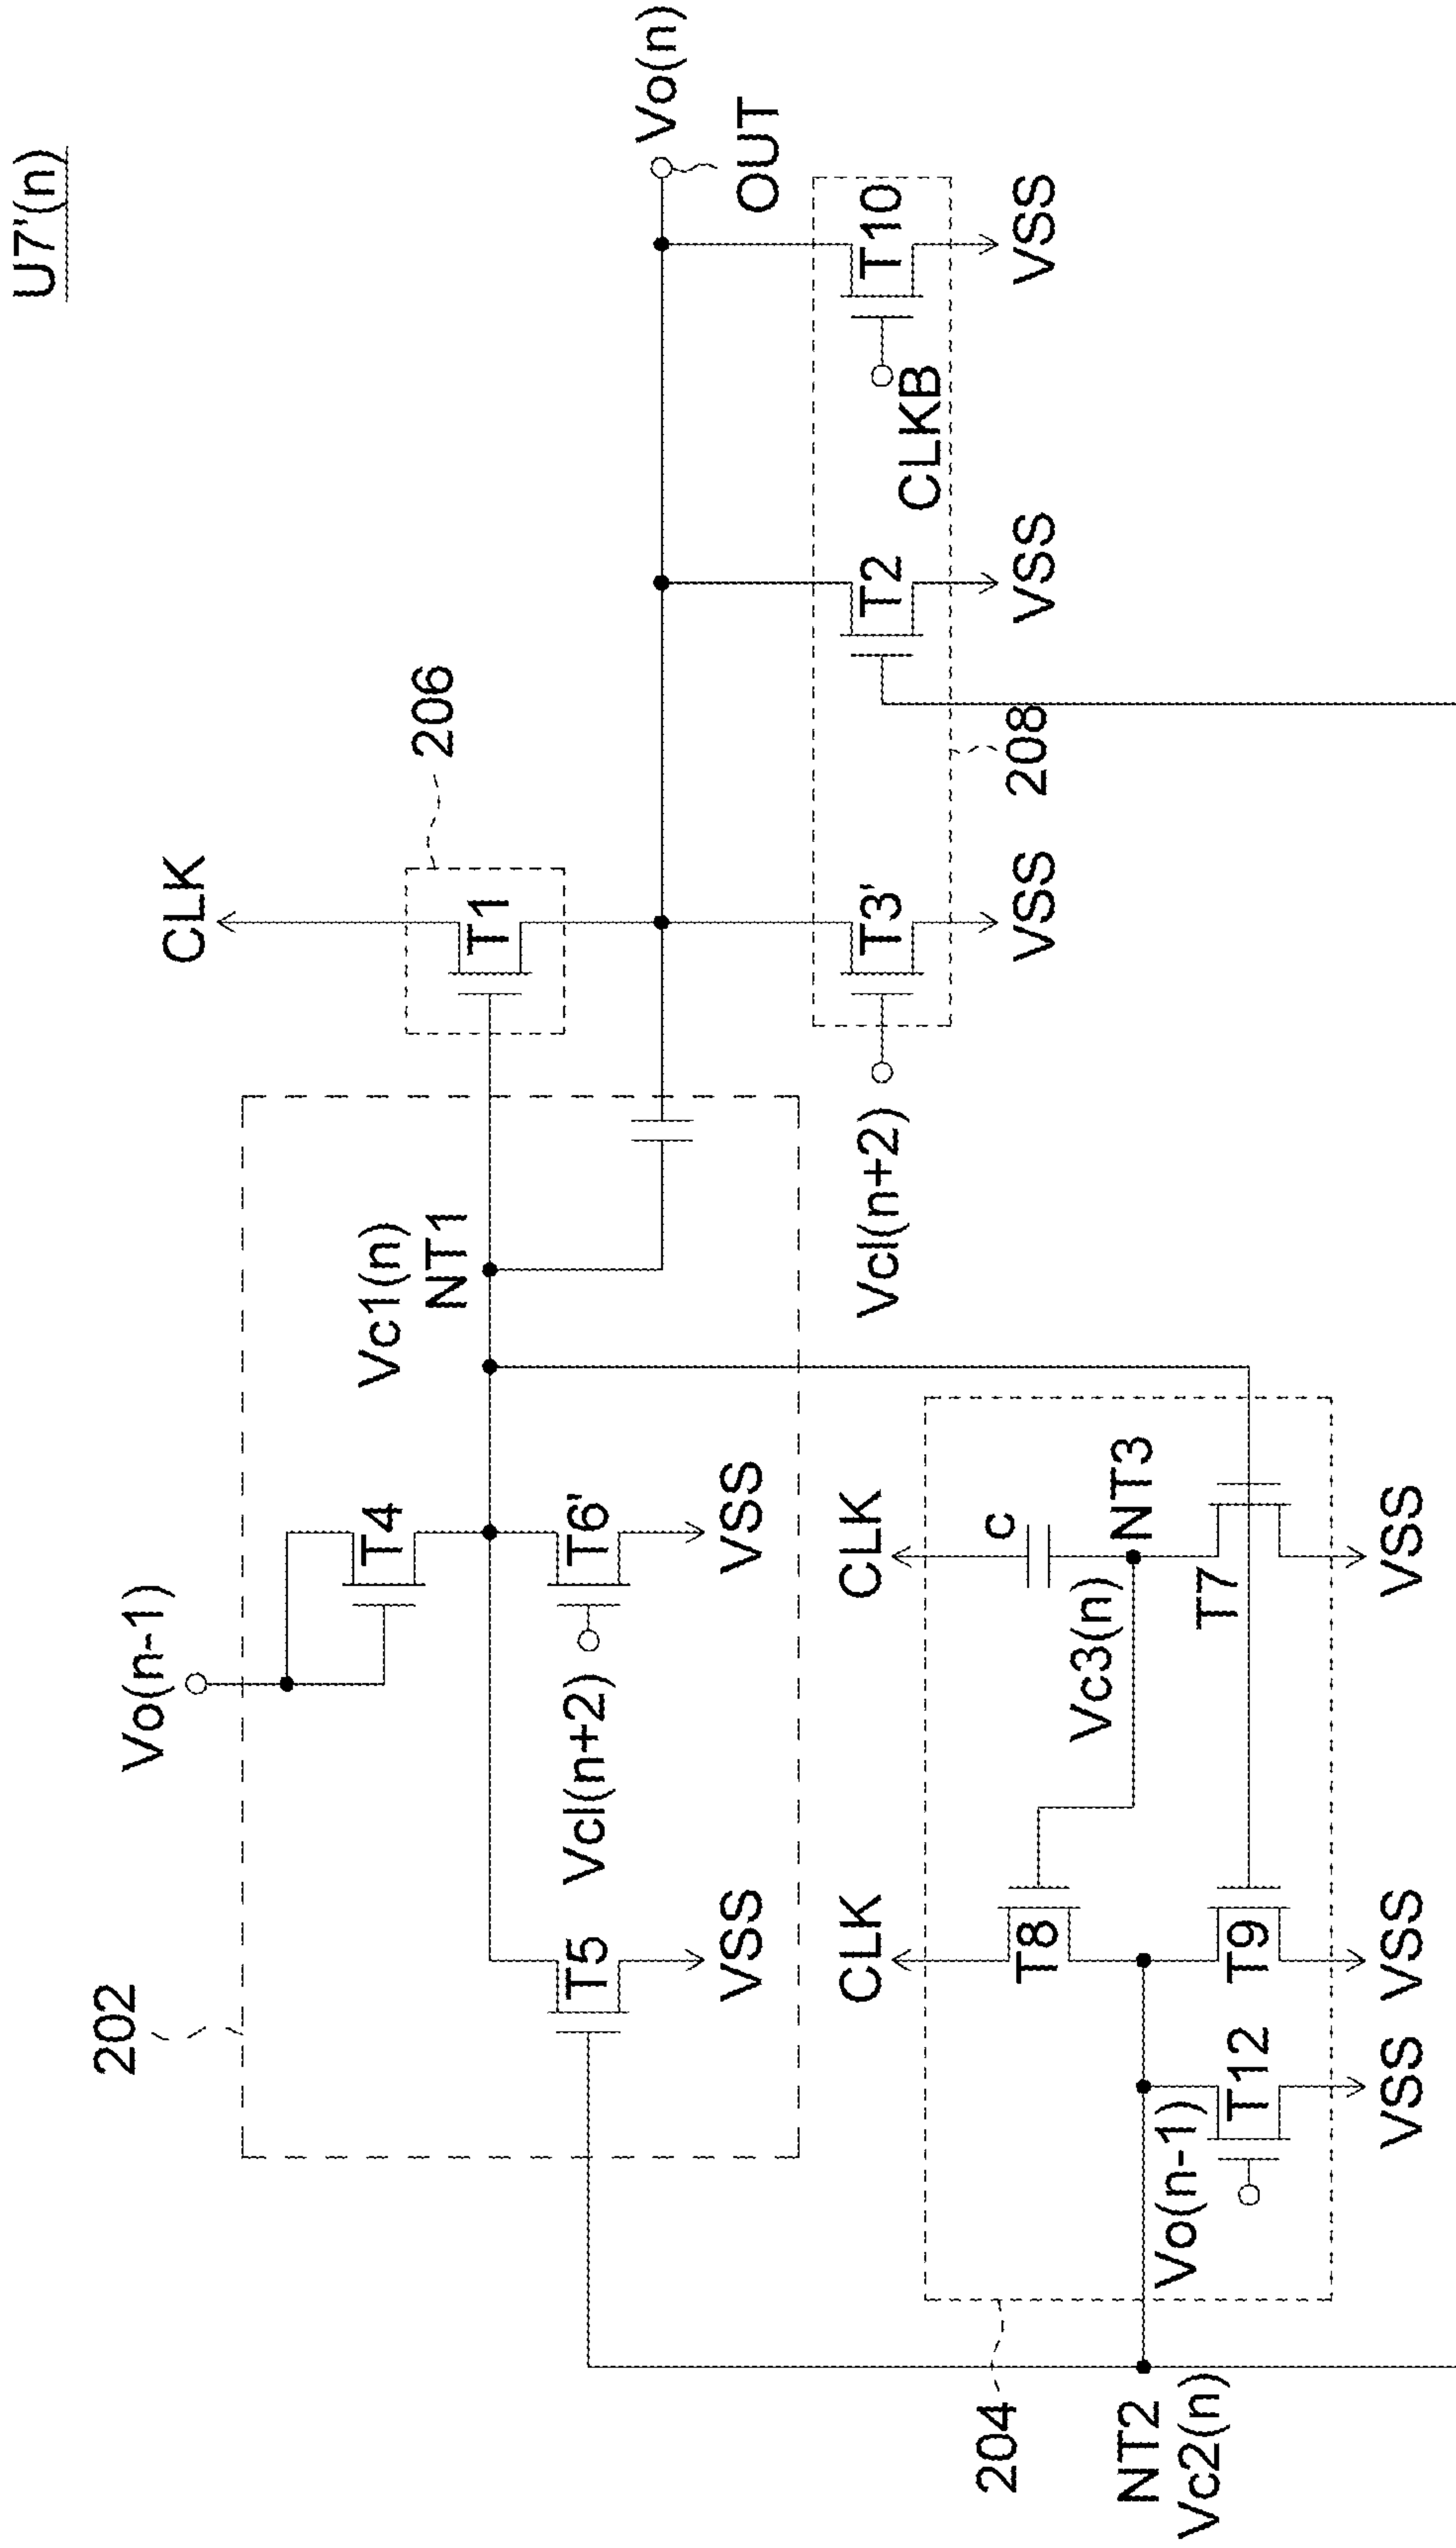 U7'(n)
CLK
206
T1
Vo(n-1)
202
T4
Vc1(n)
NT1
Vo(n)
OUT
T5
Vcl(n+2)
T6'
VSS
VSS
Vcl(n+2)
T3'
T2
CLKB
T10
VSS
208
VSS
VSS
CLK
CLK
c
T8
Vc3(n)
NT3
204
NT2
Vc2(n)
Vo(n-1)
T12
T9
T7
VSS
VSS
VSS